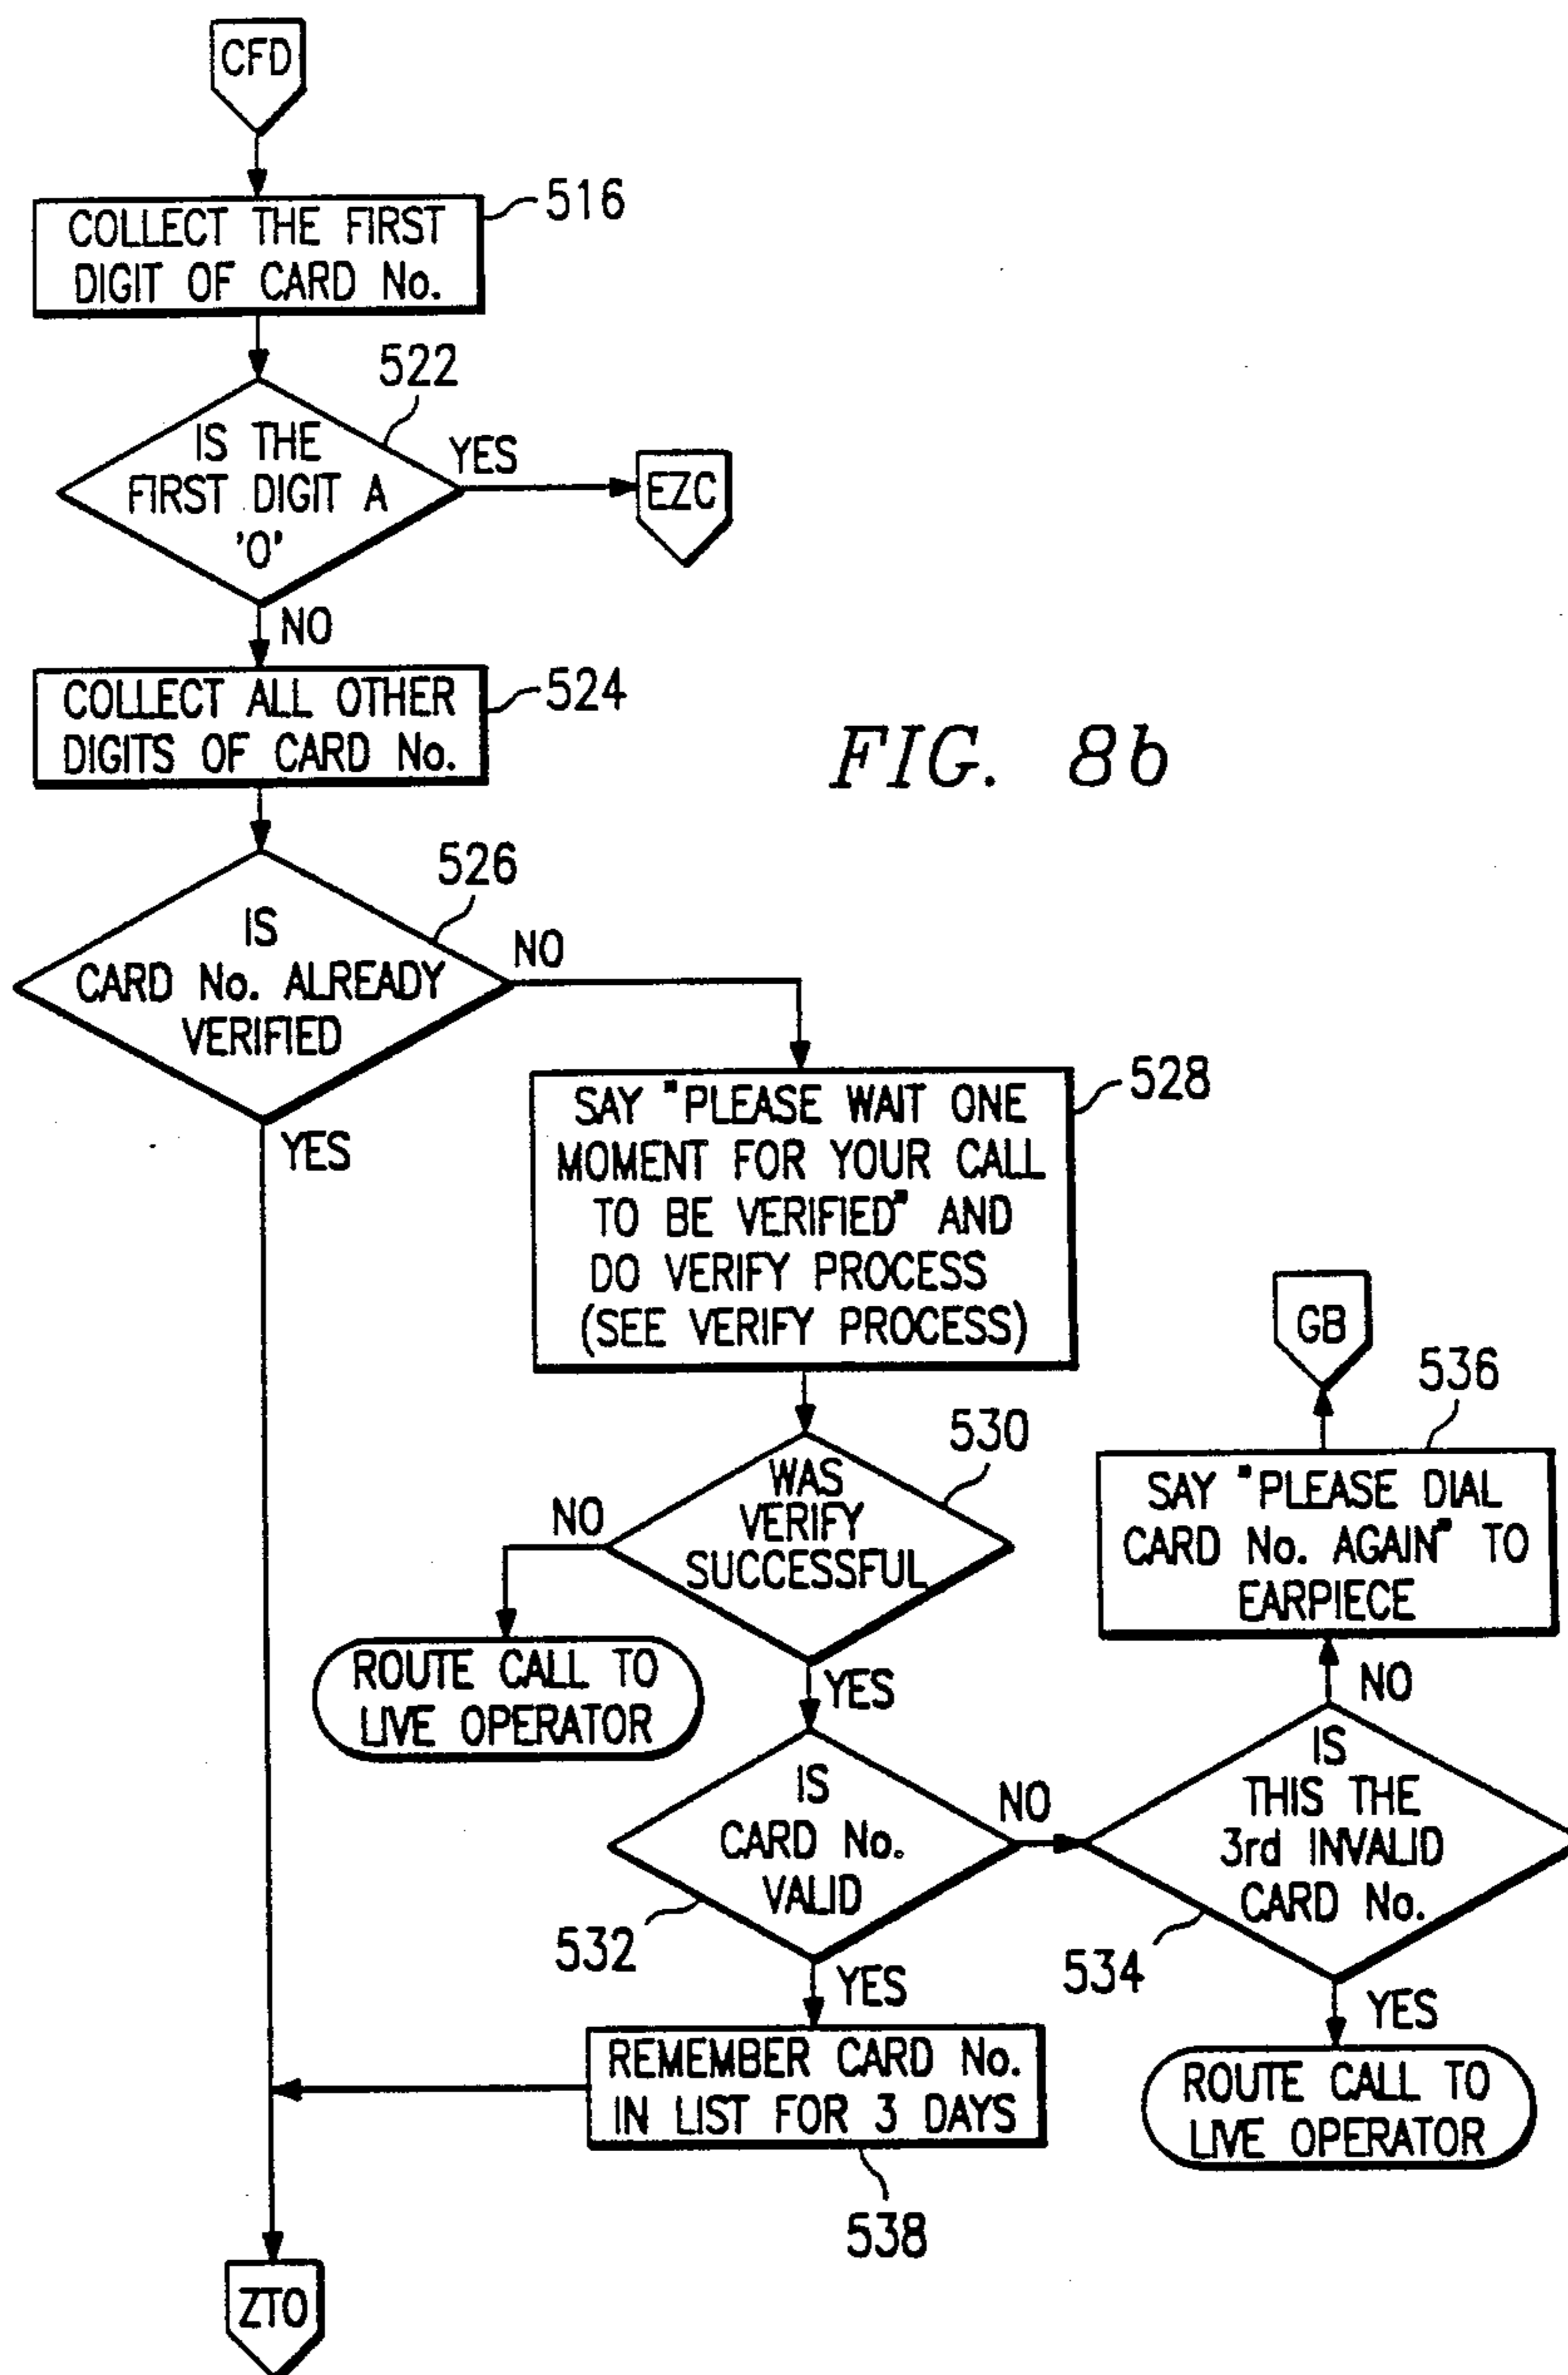 CFD
COLLECT THE FIRST
DIGIT OF CARD No.
516
IS THE
FIRST DIGIT A
'0'
522
YES
EZC
NO
COLLECT ALL OTHER
DIGITS OF CARD No.
524
FIG. 8b
IS
CARD No. ALREADY
VERIFIED
526
NO
YES
SAY "PLEASE WAIT ONE
MOMENT FOR YOUR CALL
TO BE VERIFIED" AND
DO VERIFY PROCESS
(SEE VERIFY PROCESS)
528
WAS
VERIFY
SUCCESSFUL
530
NO
ROUTE CALL TO
LIVE OPERATOR
YES
IS
CARD No.
VALID
532
NO
IS
THIS THE
3rd INVALID
CARD No.
534
NO
SAY "PLEASE DIAL
CARD No. AGAIN" TO
EARPIECE
536
GB
YES
ROUTE CALL TO
LIVE OPERATOR
YES
REMEMBER CARD No.
IN LIST FOR 3 DAYS
538
ZTO